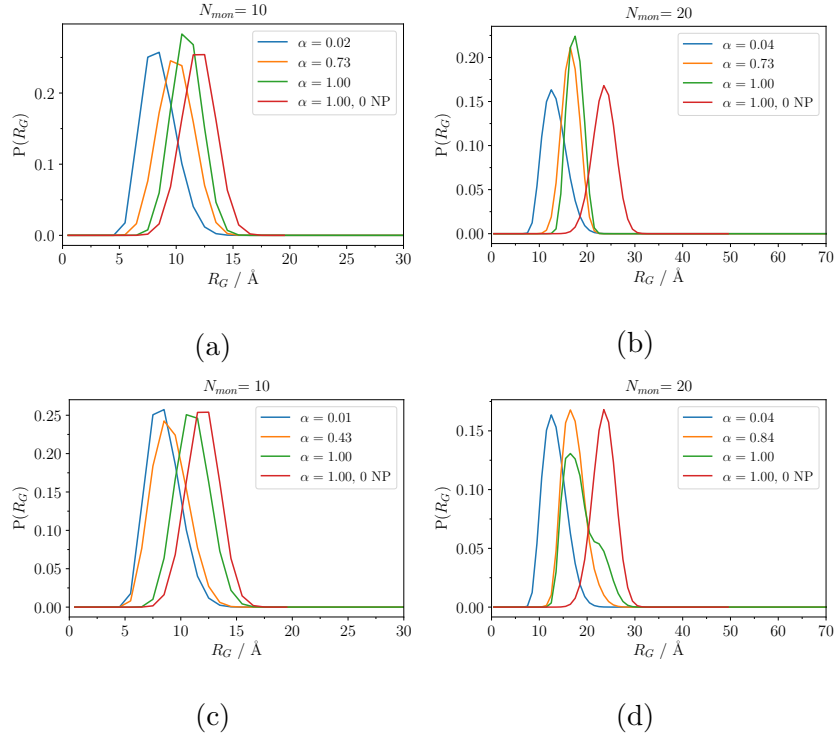 N_mon = 10
P(R_G)
0.2
0.1
0.0
0 10 20 30
R_G / Å
α = 0.02
α = 0.73
α = 1.00
α = 1.00, 0 NP
(a)
N_mon = 20
P(R_G)
0.20
0.15
0.10
0.05
0.00
0 10 20 30 40 50 60 70
R_G / Å
α = 0.04
α = 0.73
α = 1.00
α = 1.00, 0 NP
(b)
N_mon = 10
P(R_G)
0.25
0.20
0.15
0.10
0.05
0.00
0 5 10 15 20 25 30
R_G / Å
α = 0.01
α = 0.43
α = 1.00
α = 1.00, 0 NP
(c)
N_mon = 20
P(R_G)
0.15
0.10
0.05
0.00
0 10 20 30 40 50 60 70
R_G / Å
α = 0.04
α = 0.84
α = 1.00
α = 1.00, 0 NP
(d)